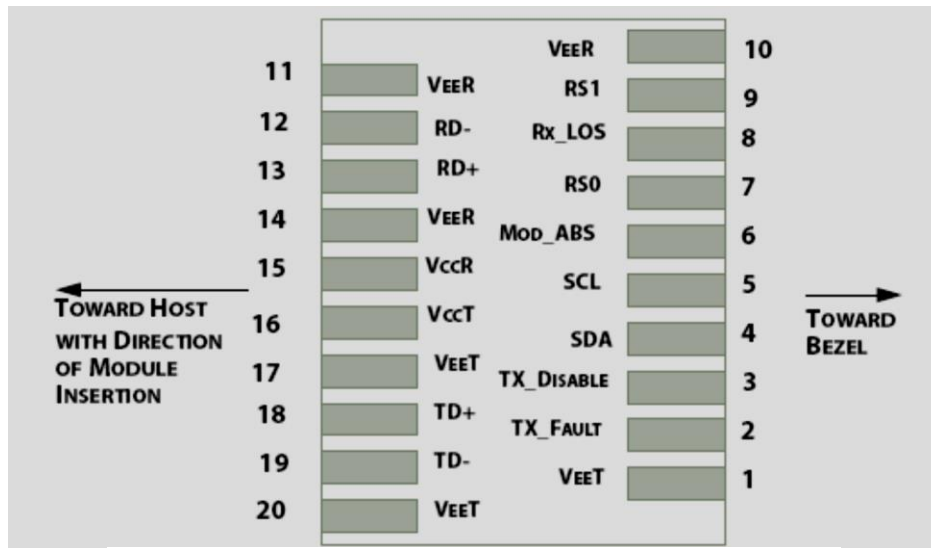 11 VEER
12 RD-
13 RD+
14 VEER
15 VCCR
16 VCCT
17 VEET
18 TD+
19 TD-
20 VEET
VEER 10
RS1 9
RX_LOS 8
RS0 7
MOD_ABS 6
SCL 5
SDA 4
TX_DISABLE 3
TX_FAULT 2
VEET 1
TOWARD HOST
WITH DIRECTION
OF MODULE
INSERTION
TOWARD
BEZEL